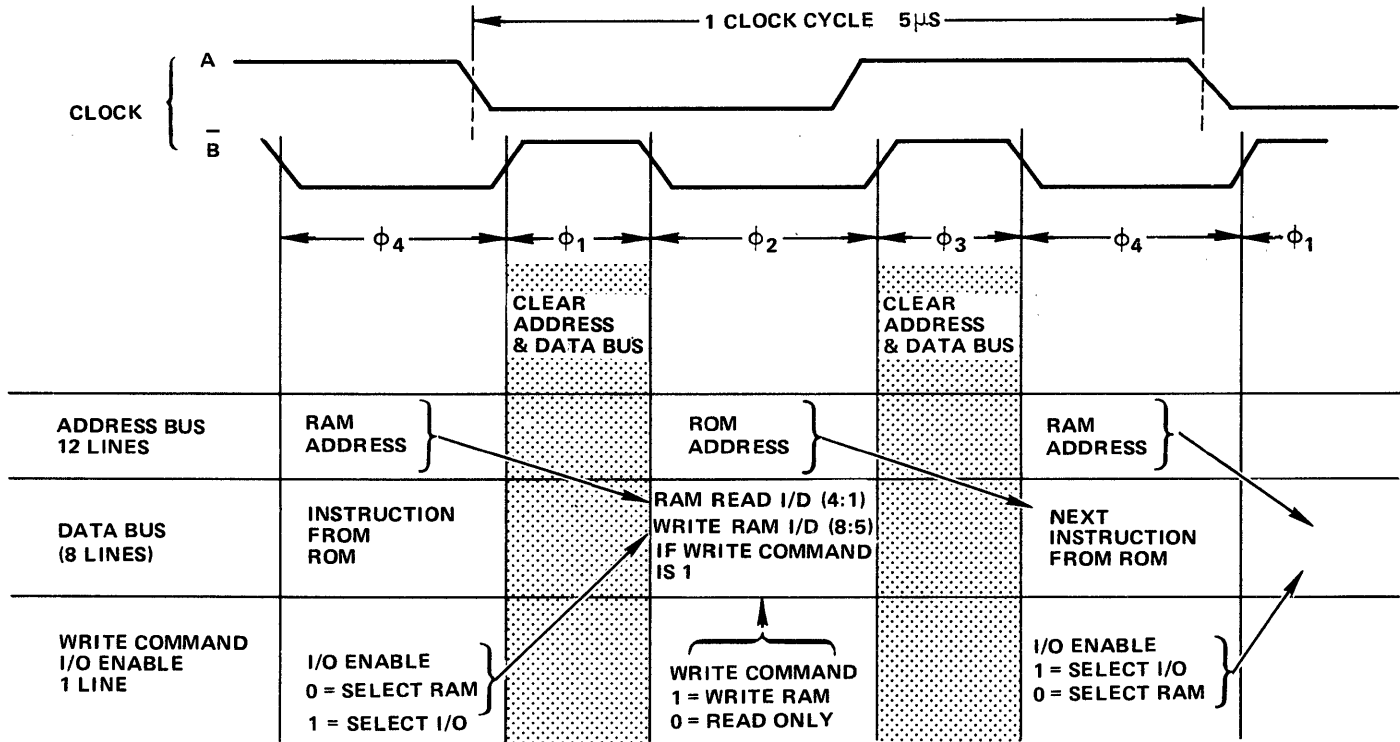 1 CLOCK CYCLE 5μS
A
CLOCK
B̅
ϕ4
ϕ1
ϕ2
ϕ3
ϕ4
ϕ1
CLEAR
ADDRESS
& DATA BUS
CLEAR
ADDRESS
& DATA BUS
ADDRESS BUS
12 LINES
RAM
ADDRESS
ROM
ADDRESS
RAM
ADDRESS
DATA BUS
(8 LINES)
INSTRUCTION
FROM
ROM
RAM READ I/D (4:1)
WRITE RAM I/D (8:5)
IF WRITE COMMAND
IS 1
NEXT
INSTRUCTION
FROM ROM
WRITE COMMAND
I/O ENABLE
1 LINE
I/O ENABLE
0 = SELECT RAM
1 = SELECT I/O
WRITE COMMAND
1 = WRITE RAM
0 = READ ONLY
I/O ENABLE
1 = SELECT I/O
0 = SELECT RAM